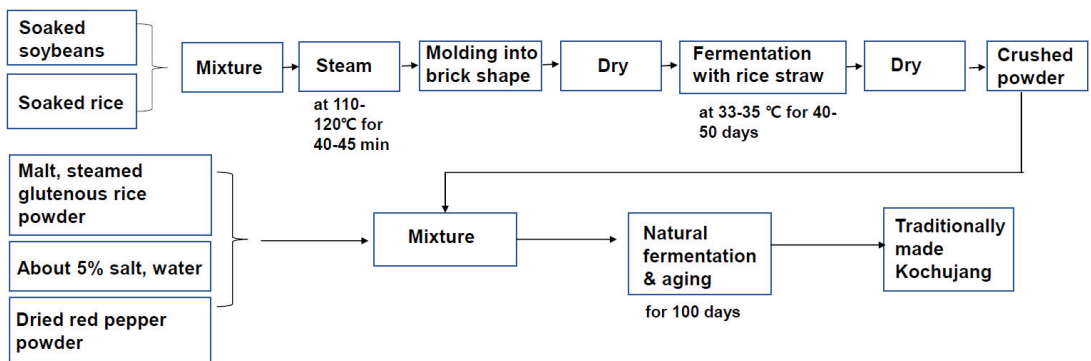 Soaked
soybeans
Soaked rice
Mixture
Steam
at 110-
120℃ for
40-45 min
Molding into
brick shape
Dry
Fermentation
with rice straw
at 33-35 ℃ for 40-
50 days
Dry
Crushed
powder
Malt, steamed
glutenous rice
powder
About 5% salt, water
Dried red pepper
powder
Mixture
Natural
fermentation
& aging
for 100 days
Traditionally
made
Kochujang